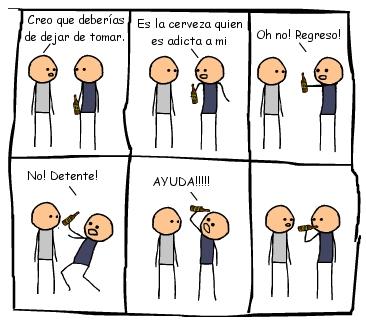 Creo que deberías
de dejar de tomar.
Es la cerveza quien
es adicta a mi
Oh no! Regreso!
No! Detente!
AYUDA!!!!!